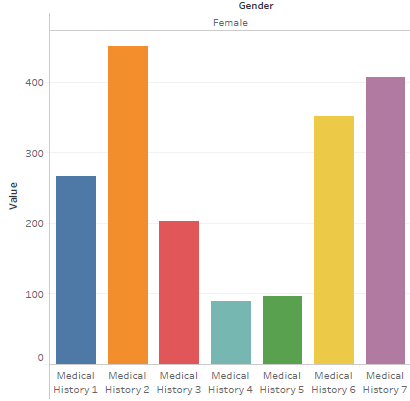 Gender
Female
Value
400
300
200
100
0
Medical History 1
Medical History 2
Medical History 3
Medical History 4
Medical History 5
Medical History 6
Medical History 7